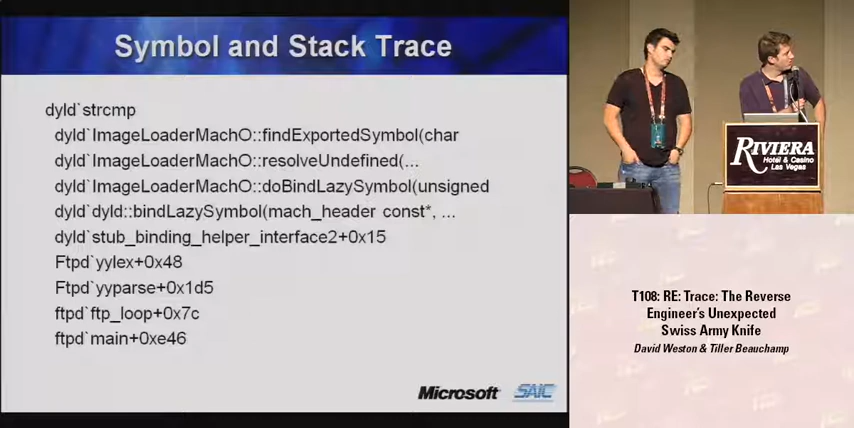 Symbol and Stack Trace
dyld`strcmp
dyld`ImageLoaderMachO::findExportedSymbol(char
dyld`ImageLoaderMachO::resolveUndefined(...
dyld`ImageLoaderMachO::doBindLazySymbol(unsigned
dyld`dyld::bindLazySymbol(mach_header const*, ...
dyld`stub_binding_helper_interface2+0x15
Ftpd`yylex+0x48
Ftpd`yyparse+0x1d5
ftpd`ftp_loop+0x7c
ftpd`main+0xe46
Microsoft SAIC
RIVIERA
Hotel & Casino
Las Vegas
T108: RE: Trace: The Reverse
Engineer's Unexpected
Swiss Army Knife
David Weston & Tiller Beauchamp